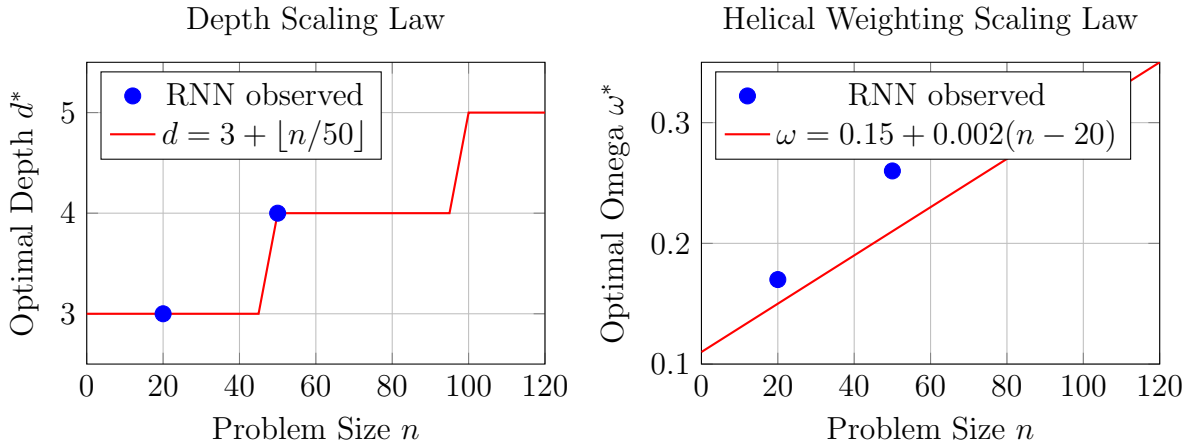 Depth Scaling Law
RNN observed
d = 3 + ⌊n/50⌋
5
4
3
Optimal Depth d*
0 20 40 60 80 100 120
Problem Size n
Helical Weighting Scaling Law
RNN observed
ω = 0.15 + 0.002(n − 20)
0.3
0.2
0.1
Optimal Omega ω*
0 20 40 60 80 100 120
Problem Size n